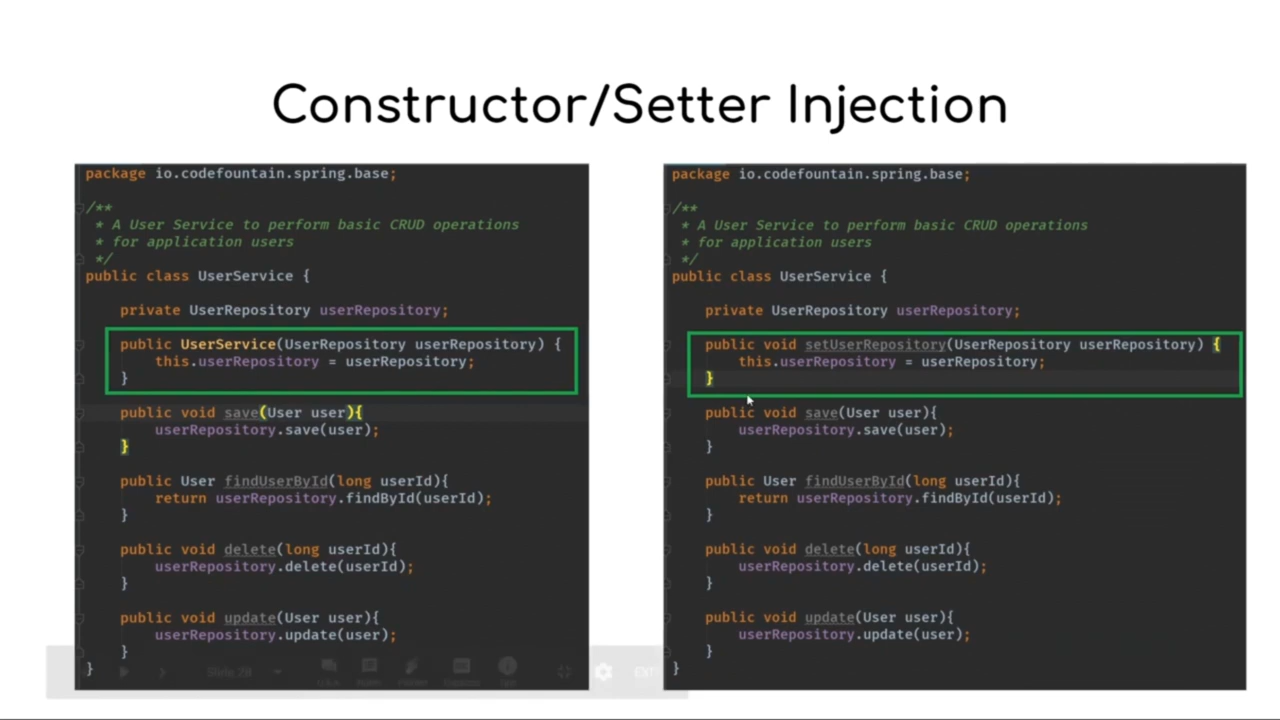 Constructor/Setter Injection
package io.codefountain.spring.base;
/**
* A User Service to perform basic CRUD operations
* for application users
*/
public class UserService {
private UserRepository userRepository;
public UserService(UserRepository userRepository) {
this.userRepository = userRepository;
}
public void save(User user){
userRepository.save(user);
}
public User findUserById(long userId){
return userRepository.findById(userId);
}
public void delete(long userId){
userRepository.delete(userId);
}
public void update(User user){
userRepository.update(user);
}
}
package io.codefountain.spring.base;
/**
* A User Service to perform basic CRUD operations
* for application users
*/
public class UserService {
private UserRepository userRepository;
public void setUserRepository(UserRepository userRepository) {
this.userRepository = userRepository;
}
public void save(User user){
userRepository.save(user);
}
public User findUserById(long userId){
return userRepository.findById(userId);
}
public void delete(long userId){
userRepository.delete(userId);
}
public void update(User user){
userRepository.update(user);
}
}
Slide 28